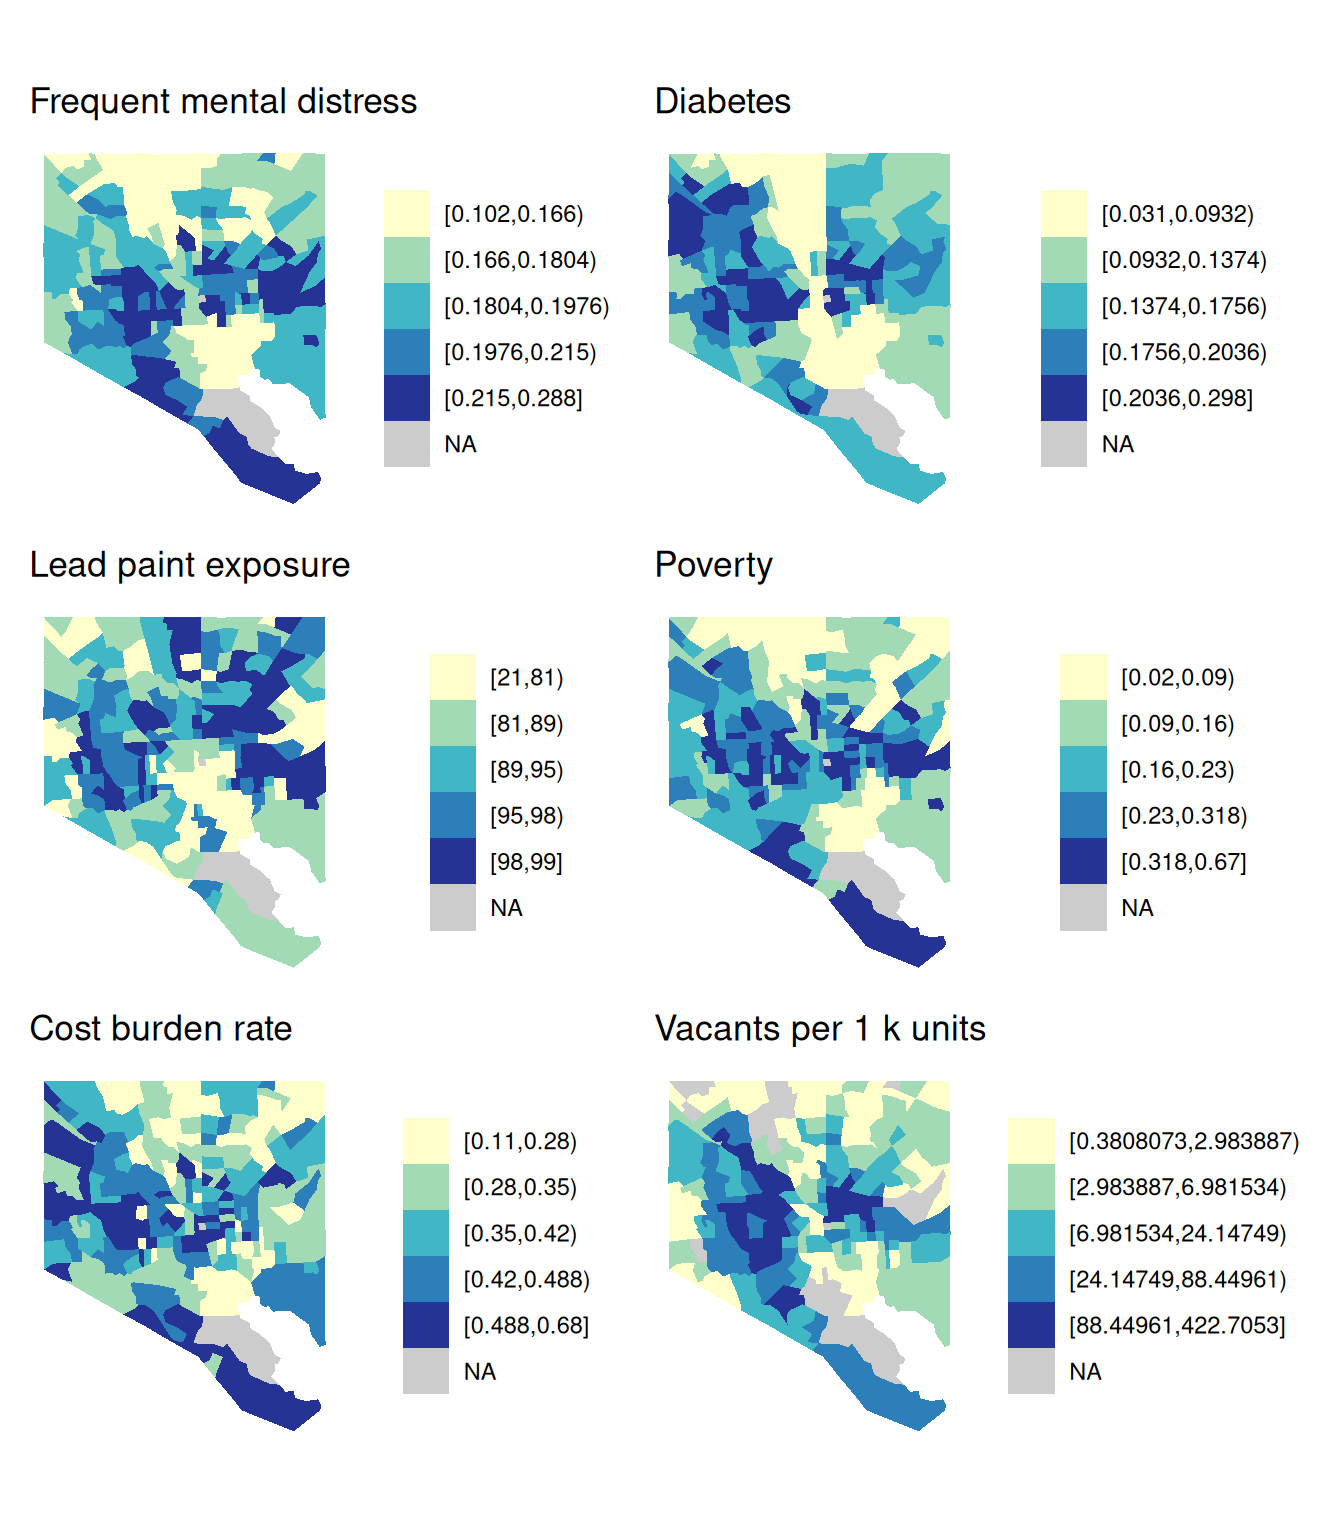 Frequent mental distress
[0.102,0.166)
[0.166,0.1804)
[0.1804,0.1976)
[0.1976,0.215)
[0.215,0.288]
NA
Diabetes
[0.031,0.0932)
[0.0932,0.1374)
[0.1374,0.1756)
[0.1756,0.2036)
[0.2036,0.298]
NA
Lead paint exposure
[21,81)
[81,89)
[89,95)
[95,98)
[98,99]
NA
Poverty
[0.02,0.09)
[0.09,0.16)
[0.16,0.23)
[0.23,0.318)
[0.318,0.67]
NA
Cost burden rate
[0.11,0.28)
[0.28,0.35)
[0.35,0.42)
[0.42,0.488)
[0.488,0.68]
NA
Vacants per 1 k units
[0.3808073,2.983887)
[2.983887,6.981534)
[6.981534,24.14749)
[24.14749,88.44961)
[88.44961,422.7053]
NA